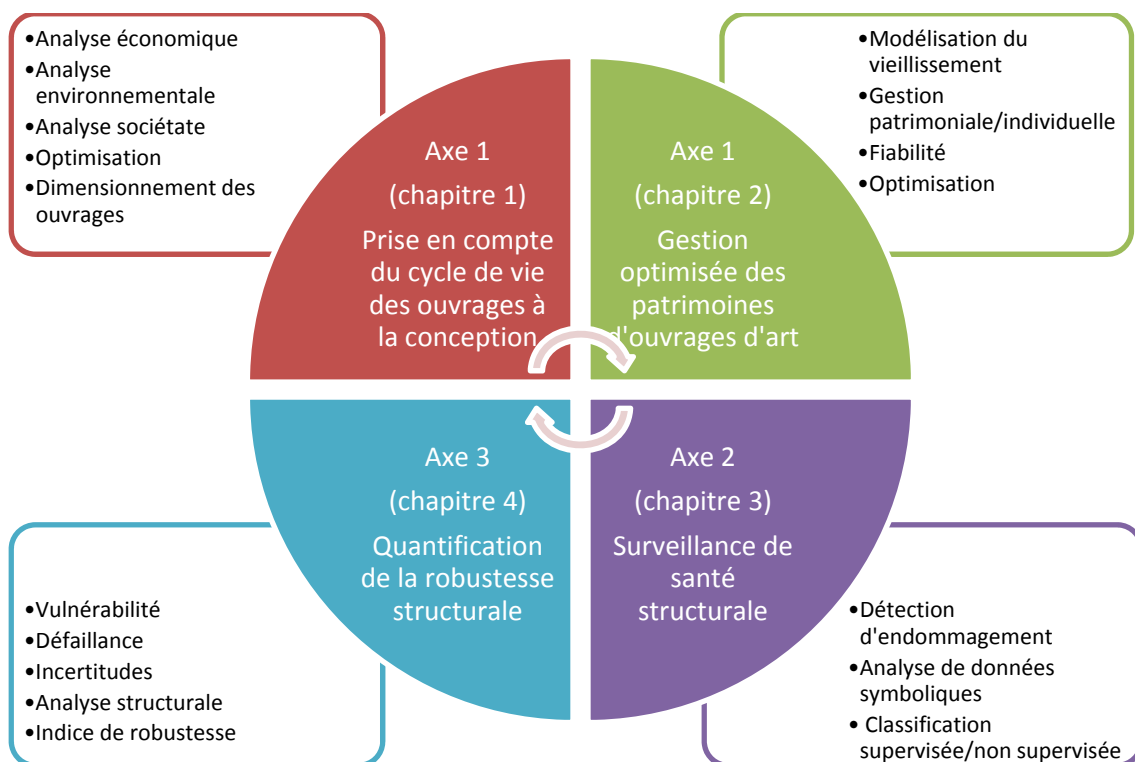 •Analyse économique
•Analyse
environnementale
•Analyse sociétate
•Optimisation
•Dimensionnement des
ouvrages
Axe 1
(chapitre 1)
Prise en compte
du cycle de vie
des ouvrages à
la conception
Axe 1
(chapitre 2)
Gestion
optimisée des
patrimoines
d'ouvrages d'art
•Modélisation du
vieillissement
•Gestion
patrimoniale/individuelle
•Fiabilité
•Optimisation
•Vulnérabilité
•Défaillance
•Incertitudes
•Analyse structurale
•Indice de robustesse
Axe 3
(chapitre 4)
Quantification
de la robustesse
structurale
Axe 2
(chapitre 3)
Surveillance de
santé
structurale
•Détection
d'endommagement
•Analyse de données
symboliques
• Classification
supervisée/non supervisée